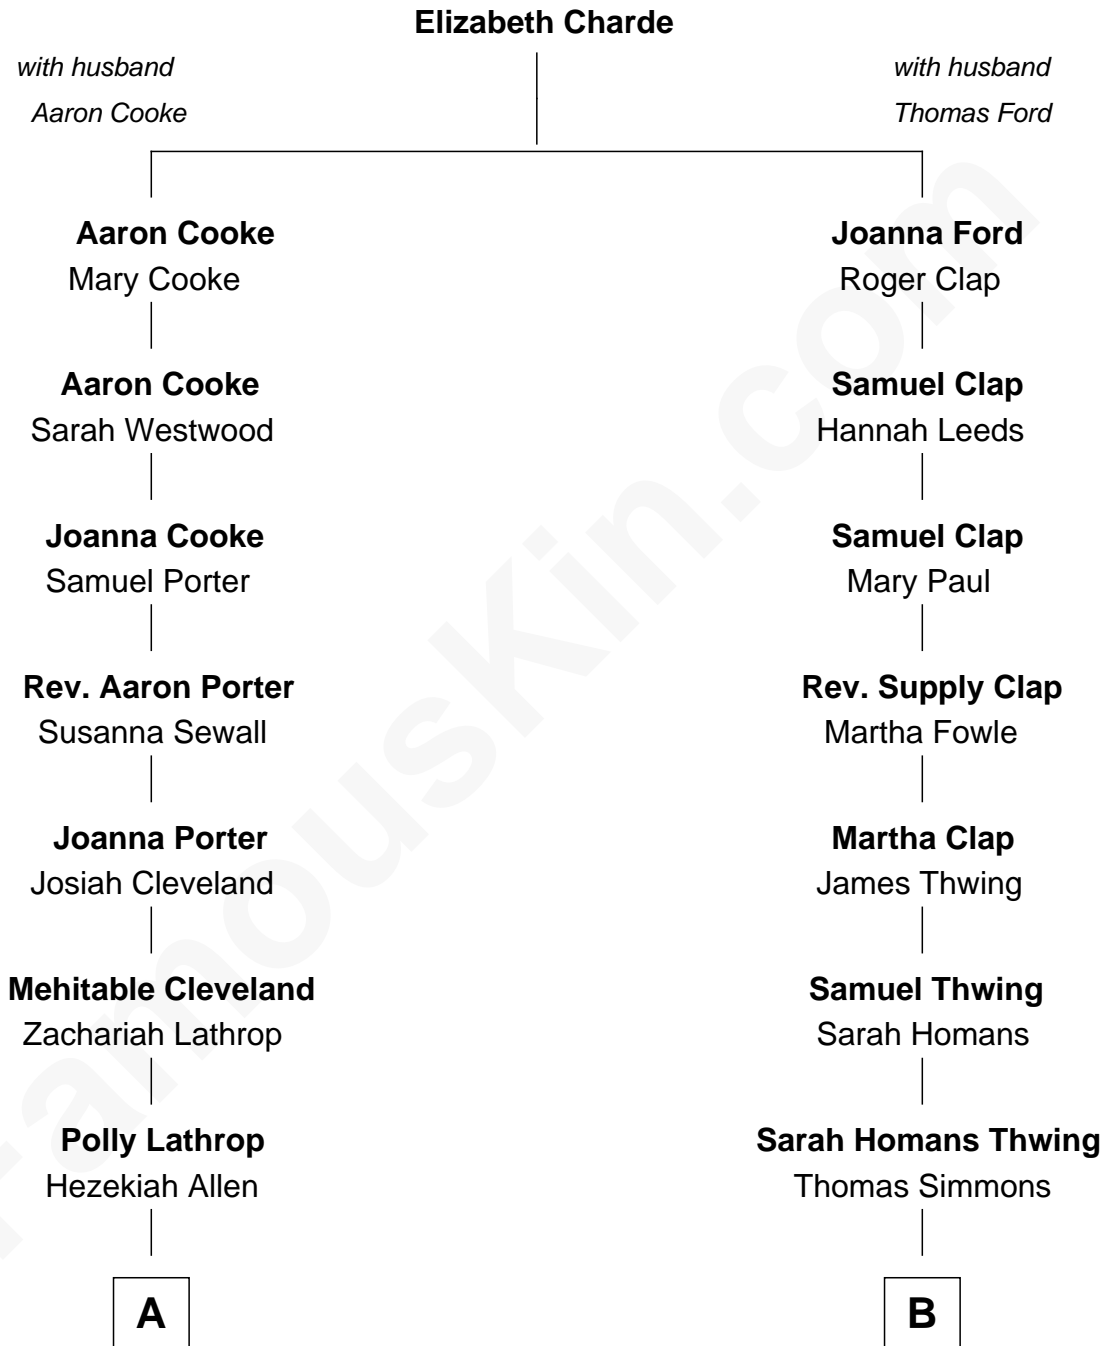 Elizabeth Charde
with husband
Aaron Cooke
with husband
Thomas Ford
Aaron Cooke
Mary Cooke
Joanna Ford
Roger Clap
Aaron Cooke
Sarah Westwood
Samuel Clap
Hannah Leeds
Joanna Cooke
Samuel Porter
Samuel Clap
Mary Paul
Rev. Aaron Porter
Susanna Sewall
Rev. Supply Clap
Martha Fowle
Joanna Porter
Josiah Cleveland
Martha Clap
James Thwing
Mehitable Cleveland
Zachariah Lathrop
Samuel Thwing
Sarah Homans
Polly Lathrop
Hezekiah Allen
Sarah Homans Thwing
Thomas Simmons
A
B
FamousKin.com